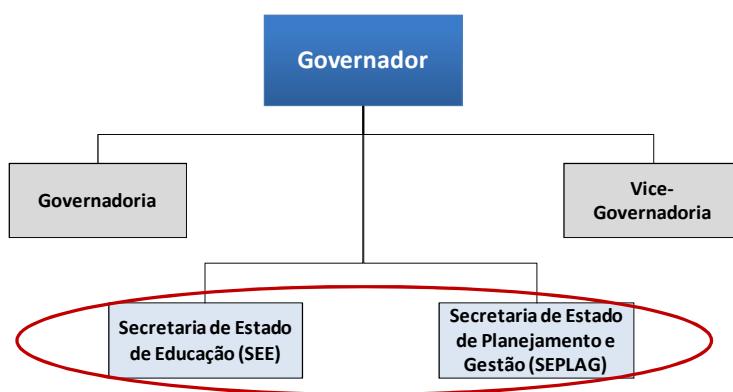 Governador
Governadoria
Vice-
Governadoria
Secretaria de Estado
de Educação (SEE)
Secretaria de Estado
de Planejamento e
Gestão (SEPLAG)